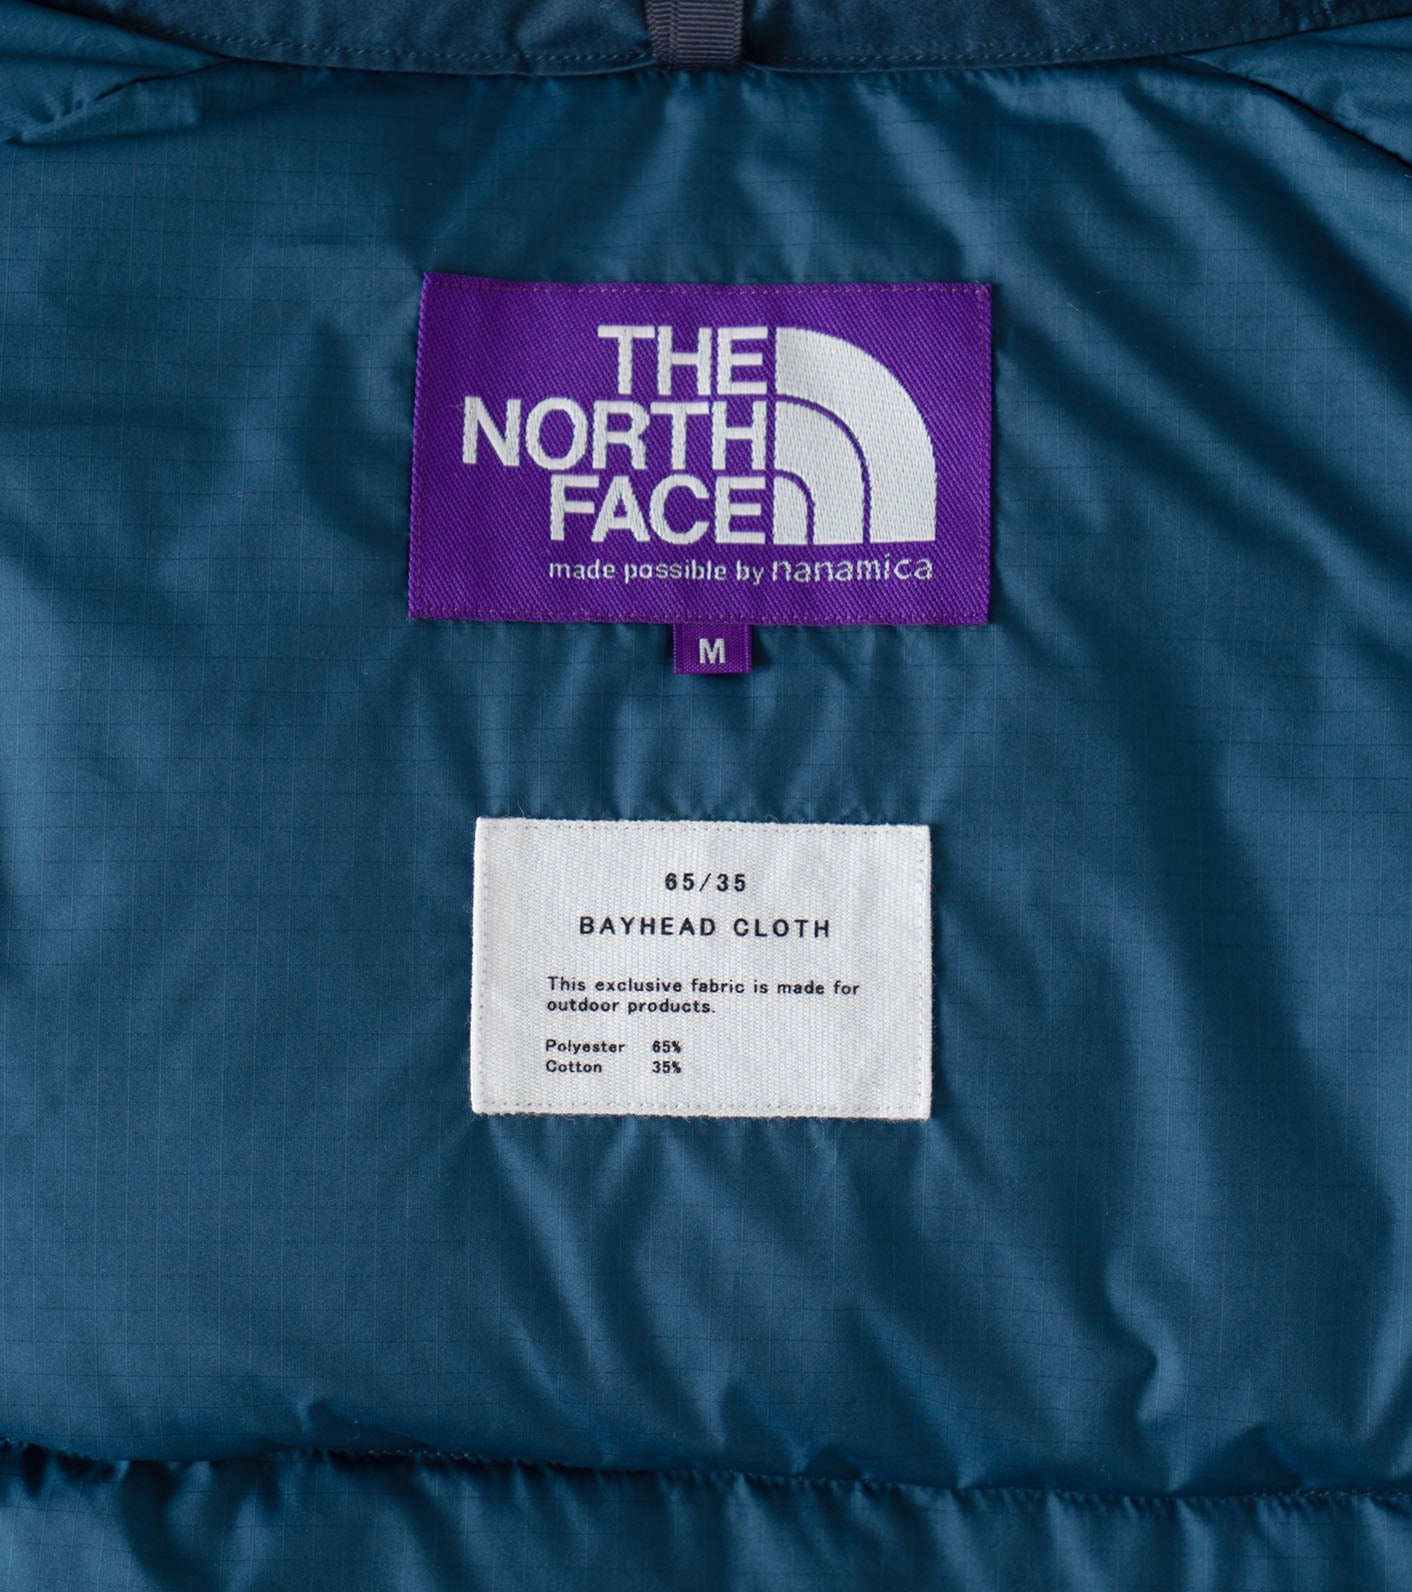 THE
NORTH
FACE
made possible by nanamica
M
65/35
BAYHEAD CLOTH
This exclusive fabric is made for
outdoor products.
Polyester 65%
Cotton 35%